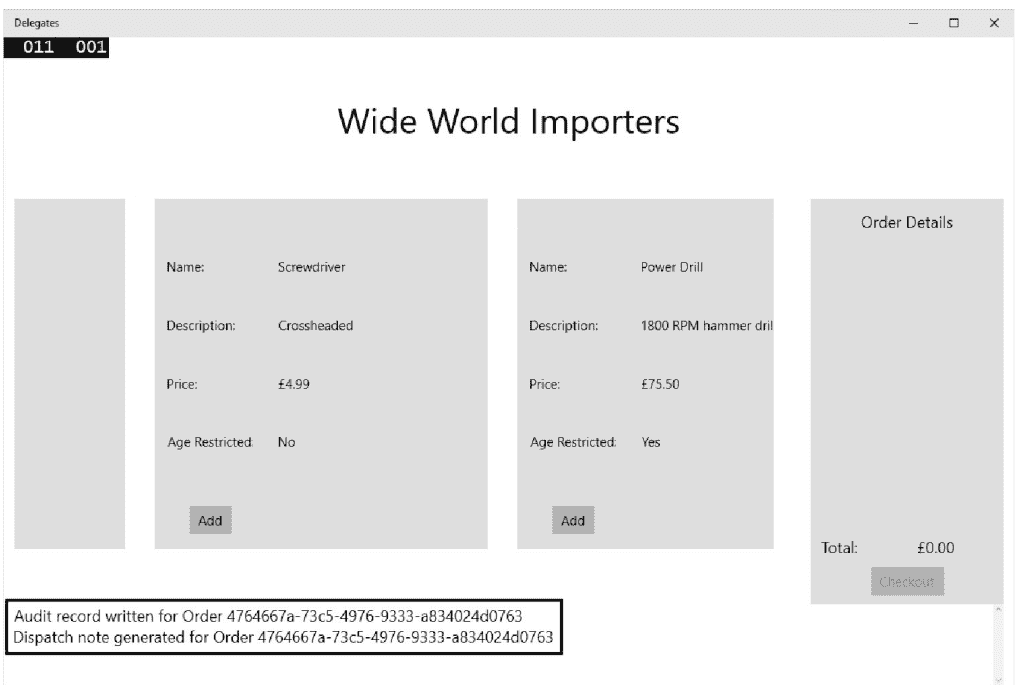 Delegates
011 001
Wide World Importers
Name: Screwdriver
Description: Crossheaded
Price: £4.99
Age Restricted: No
Add
Name: Power Drill
Description: 1800 RPM hammer dril
Price: £75.50
Age Restricted: Yes
Add
Order Details
Total: £0.00
Checkout
Audit record written for Order 4764667a-73c5-4976-9333-a834024d0763
Dispatch note generated for Order 4764667a-73c5-4976-9333-a834024d0763